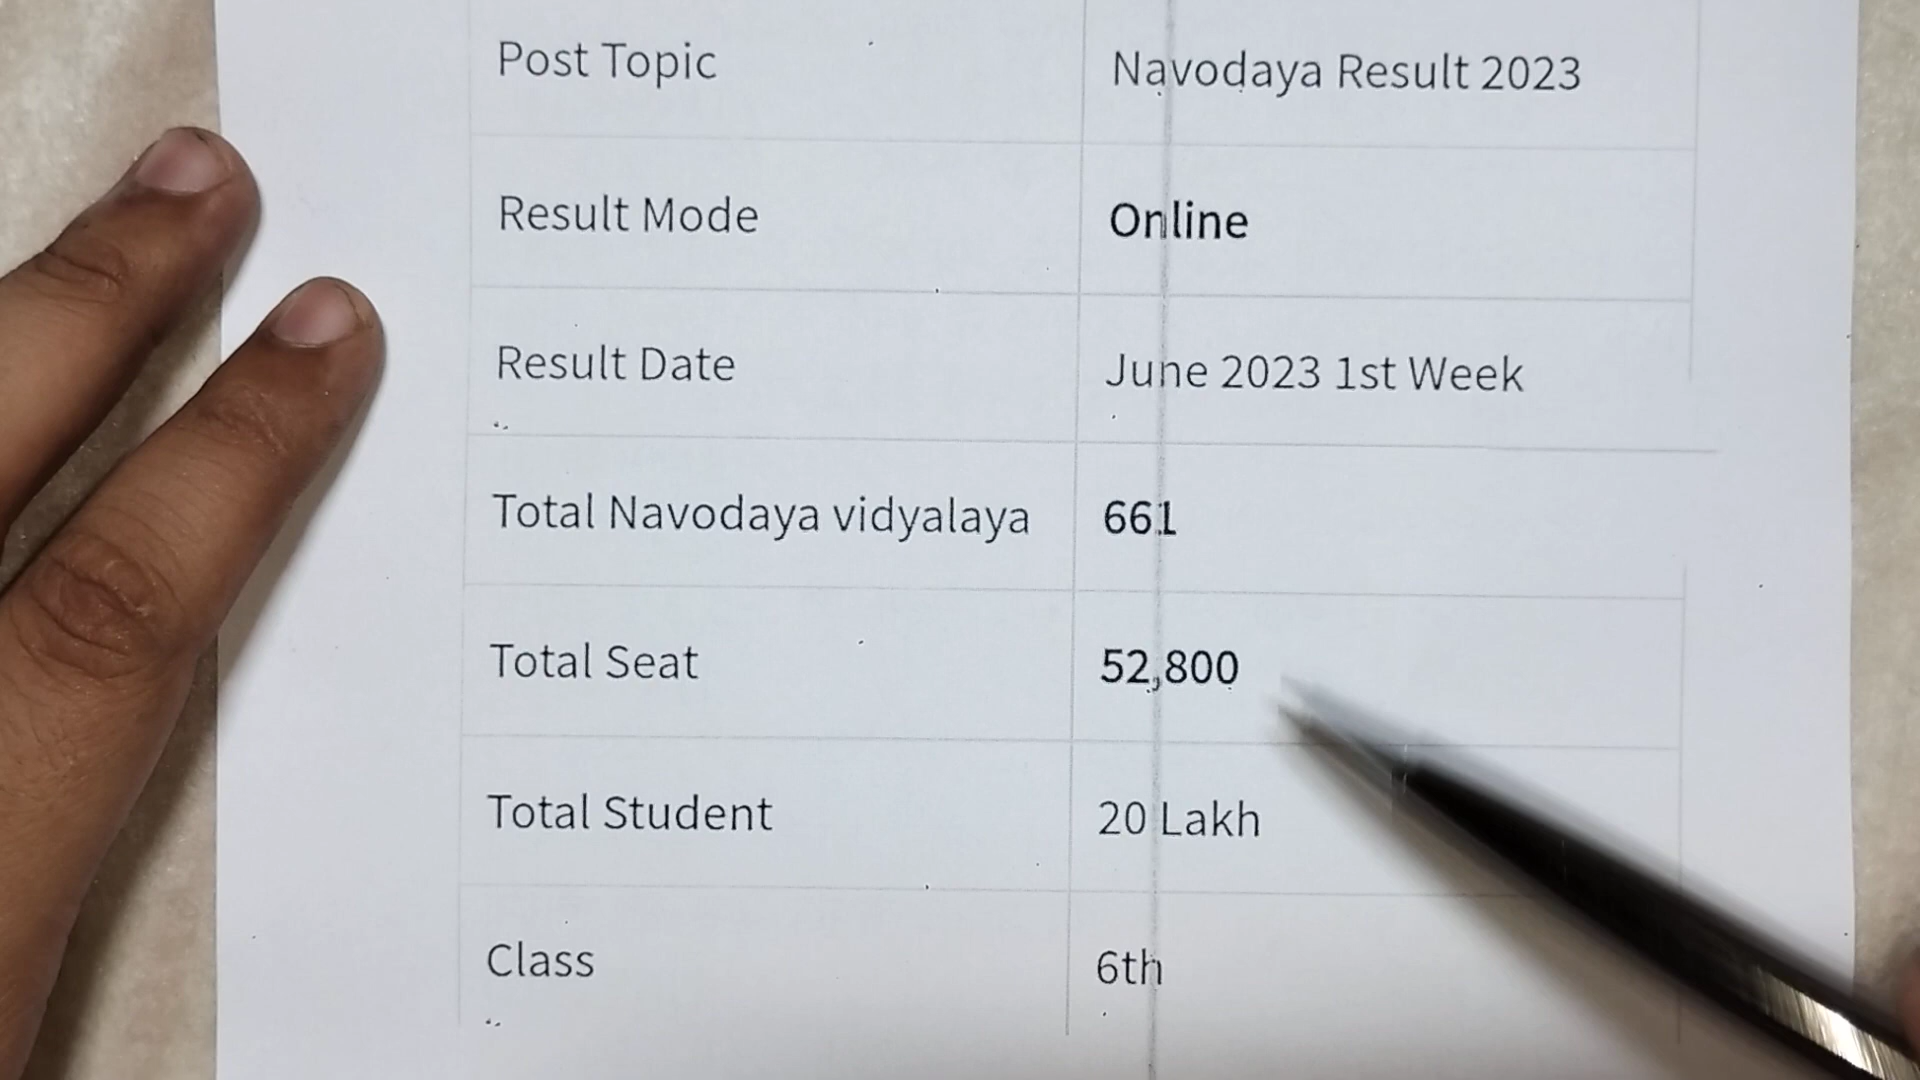 Post Topic Navodaya Result 2023
Result Mode Online
Result Date June 2023 1st Week
Total Navodaya vidyalaya 661
Total Seat 52,800
Total Student 20 Lakh
Class 6th